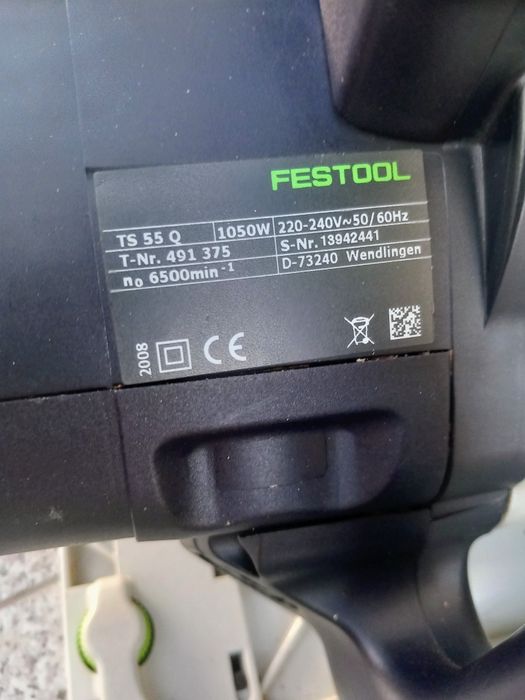 FESTOOL
TS 55 Q 1050W 220-240V~50/60Hz
T-Nr. 491 375 S-Nr. 13942441
n₀ 6500min⁻¹ D-73240 Wendlingen
2008 CE